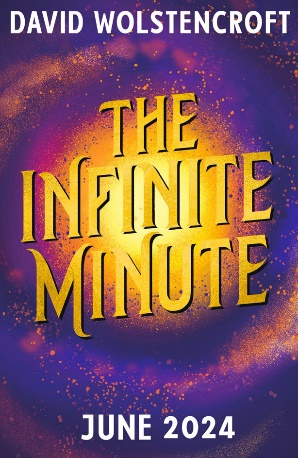 DAVID WOLSTENCROFT
THE
INFINITE
MINUTE
JUNE 2024